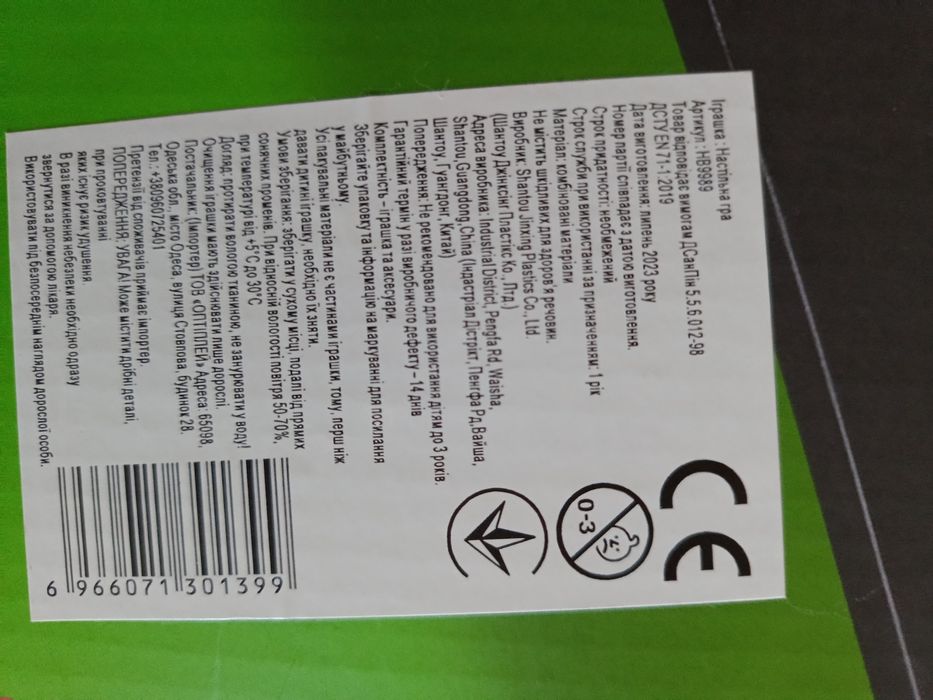 Іграшка : Настільна гра
Артикул : HB9989
Товар відповідає вимогам ДСанПін 5.5.6.012-98
ДСТУ EN 71-1:2019
Дата виготовлення: липень 2023 року
Номер партії співпадає з датою виготовлення.
Строк придатності: необмежений
Строк служби при використанні за призначенням: 1 рік
Матеріал: комбіновані матеріали
Не містить шкідливих для здоров'я речовин.
Виробник: Shantou Jinxing Plastics Co., Ltd.
(Шантоу Джінксінг Пластікс Ко., Лтд.)
Адреса виробника: Industrial District, Pengfa Rd, Waisha,
Shantou, Guangdong,China (Індастріал Дістрікт, Пенгфа Рд,Вайша,
Шантоу, Гуангдонг, Китай)
Попередження: Не рекомендовано для використання дітям до 3 років.
Гарантійний термін у разі виробничого дефекту – 14 днів
Комплектність – іграшка та аксесуари.
Зберігайте упаковку та інформацію на маркуванні для посилання
у майбутньому.
Усі пакувальні матеріали не є частинами іграшки, тому, перш ніж
давати дитині іграшку, необхідно їх зняти.
Умови зберігання: зберігати у сухому місці, подалі від прямих
сонячних променів. При відносній вологості повітря 50-70%,
при температурі від +5°C до 30°C
Догляд: протирати вологою тканиною, не занурювати у воду!
Очищення іграшки мають здійснювати лише дорослі.
Постачальник: (Імпортер) ТОВ «ОПТІПЛЕЙ» Адреса: 65098,
Одеська обл., місто Одеса, вулиця Стовпова, будинок 28.
Тел.: +380960725401
Претензії від споживачів приймає імпортер.
ПОПЕРЕДЖЕННЯ: УВАГА! Може містити дрібні деталі,
при проковтуванні
яких існує ризик удушення.
В разі виникнення небезпеки необхідно одразу
звернутися за допомогою лікаря.
Використовувати під безпосереднім наглядом дорослої особи.
CE
0-3
6 966071 301399